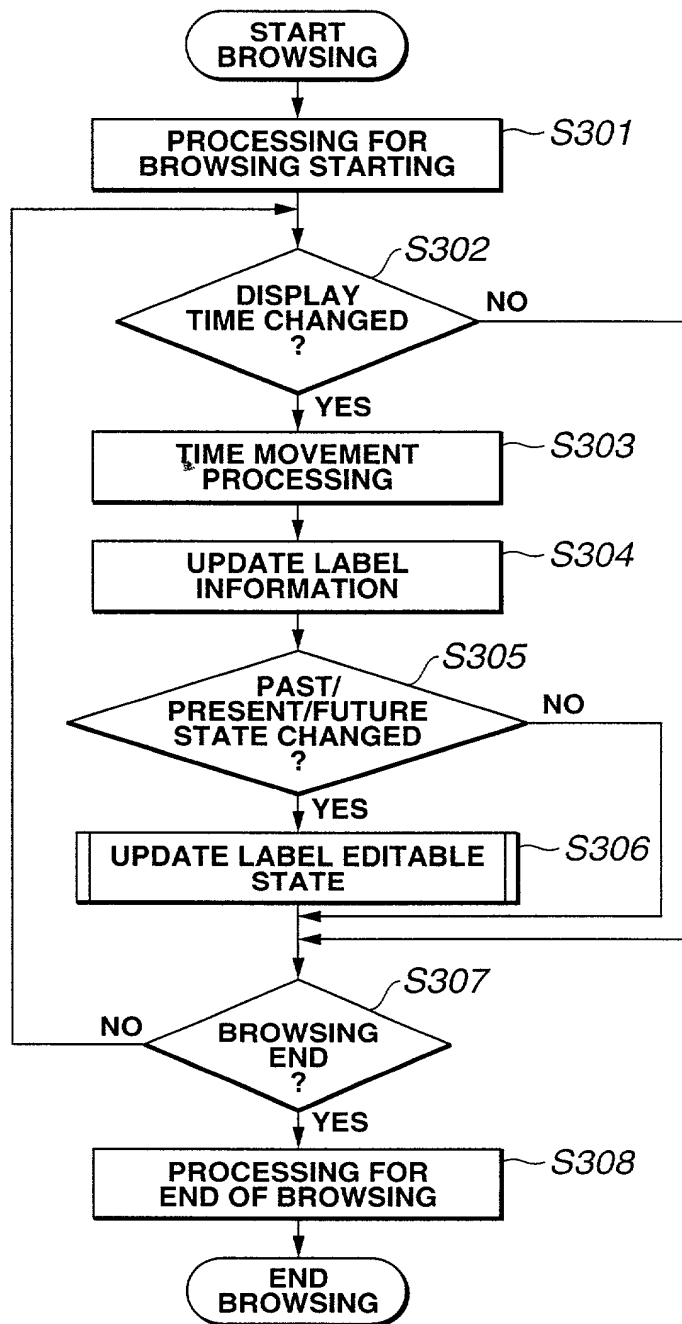 START
BROWSING
PROCESSING FOR
BROWSING STARTING
S301
S302
DISPLAY
TIME CHANGED
?
NO
YES
TIME MOVEMENT
PROCESSING
S303
UPDATE LABEL
INFORMATION
S304
S305
PAST/
PRESENT/FUTURE
STATE CHANGED
?
NO
YES
UPDATE LABEL EDITABLE
STATE
S306
S307
NO
BROWSING
END
?
YES
PROCESSING FOR
END OF BROWSING
S308
END
BROWSING